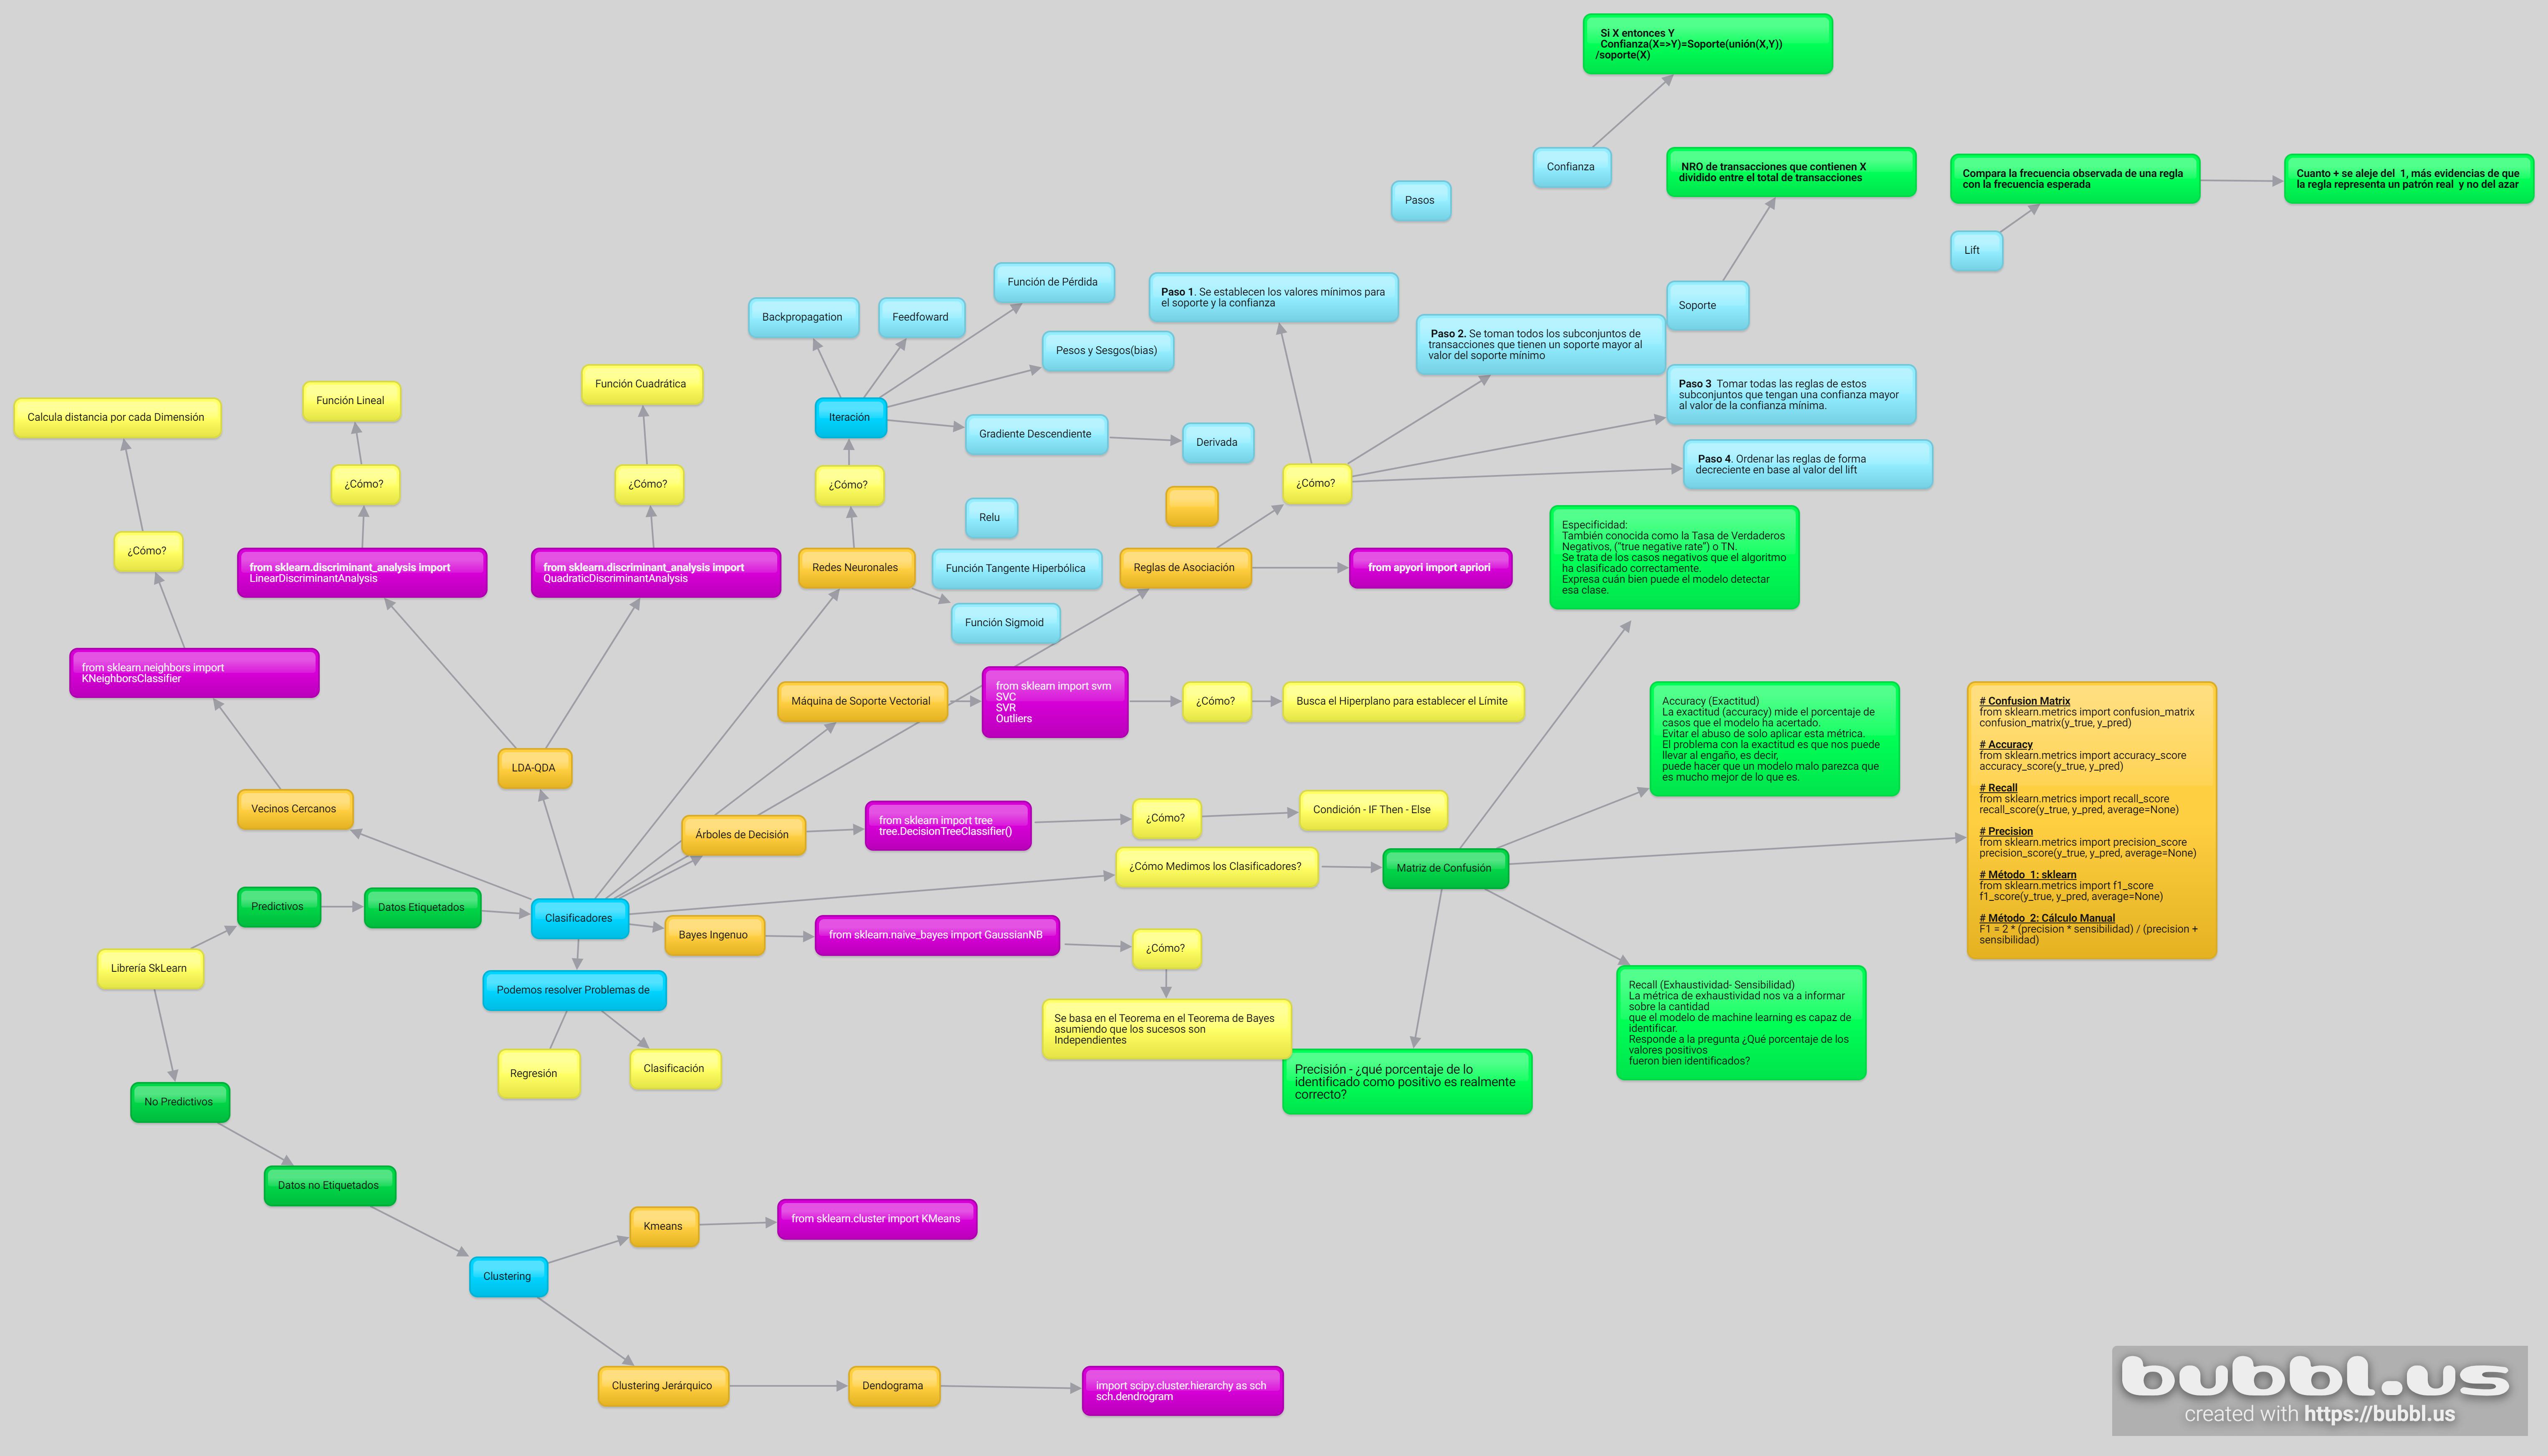 Si X entonces Y
Confianza(X=>Y)=Soporte(unión(X,Y))
/soporte(X)
Confianza
NRO de transacciones que contienen X
dividido entre el total de transacciones
Compara la frecuencia observada de una regla
con la frecuencia esperada
Cuanto + se aleje del 1, más evidencias de que
la regla representa un patrón real y no del azar
Pasos
Lift
Soporte
Función de Pérdida
Backpropagation
Feedfoward
Pesos y Sesgos(bias)
Paso 1. Se establecen los valores mínimos para
el soporte y la confianza
Paso 2. Se toman todos los subconjuntos de
transacciones que tienen un soporte mayor al
valor del soporte mínimo
Paso 3 Tomar todas las reglas de estos
subconjuntos que tengan una confianza mayor
al valor de la confianza mínima.
Paso 4. Ordenar las reglas de forma
decreciente en base al valor del lift
Calcula distancia por cada Dimensión
Función Lineal
Función Cuadrática
Iteración
Gradiente Descendiente
Derivada
¿Cómo?
¿Cómo?
¿Cómo?
¿Cómo?
¿Cómo?
Relu
from sklearn.discriminant_analysis import
LinearDiscriminantAnalysis
from sklearn.discriminant_analysis import
QuadraticDiscriminantAnalysis
Redes Neuronales
Función Tangente Hiperbólica
Reglas de Asociación
from apyori import apriori
Función Sigmoid
Especificidad:
También conocida como la Tasa de Verdaderos
Negativos, ("true negative rate") o TN.
Se trata de los casos negativos que el algoritmo
ha clasificado correctamente.
Expresa cuán bien puede el modelo detectar
esa clase.
from sklearn.neighbors import
KNeighborsClassifier
Máquina de Soporte Vectorial
from sklearn import svm
SVC
SVR
Outliers
¿Cómo?
Busca el Hiperplano para establecer el Límite
Accuracy (Exactitud)
La exactitud (accuracy) mide el porcentaje de
casos que el modelo ha acertado.
Evitar el abuso de solo aplicar esta métrica.
El problema con la exactitud es que nos puede
llevar al engaño, es decir,
puede hacer que un modelo malo parezca que
es mucho mejor de lo que es.
# Confusion Matrix
from sklearn.metrics import confusion_matrix
confusion_matrix(y_true, y_pred)
# Accuracy
from sklearn.metrics import accuracy_score
accuracy_score(y_true, y_pred)
# Recall
from sklearn.metrics import recall_score
recall_score(y_true, y_pred, average=None)
# Precision
from sklearn.metrics import precision_score
precision_score(y_true, y_pred, average=None)
# Método 1: sklearn
from sklearn.metrics import f1_score
f1_score(y_true, y_pred, average=None)
# Método 2: Cálculo Manual
F1 = 2 * (precision * sensibilidad) / (precision +
sensibilidad)
LDA-QDA
Vecinos Cercanos
Árboles de Decisión
from sklearn import tree
tree.DecisionTreeClassifier()
¿Cómo?
Condición - IF Then - Else
¿Cómo Medimos los Clasificadores?
Matriz de Confusión
Predictivos
Datos Etiquetados
Clasificadores
Bayes Ingenuo
from sklearn.naive_bayes import GaussianNB
¿Cómo?
Librería SkLearn
Podemos resolver Problemas de
Se basa en el Teorema en el Teorema de Bayes
asumiendo que los sucesos son
Independientes
Recall (Exhaustividad- Sensibilidad)
La métrica de exhaustividad nos va a informar
sobre la cantidad
que el modelo de machine learning es capaz de
identificar.
Responde a la pregunta ¿Qué porcentaje de los
valores positivos
fueron bien identificados?
Regresión
Clasificación
Precisión - ¿qué porcentaje de lo
identificado como positivo es realmente
correcto?
No Predictivos
Datos no Etiquetados
Kmeans
from sklearn.cluster import KMeans
Clustering
Clustering Jerárquico
Dendograma
import scipy.cluster.hierarchy as sch
sch.dendrogram
bubbl.us
created with https://bubbl.us